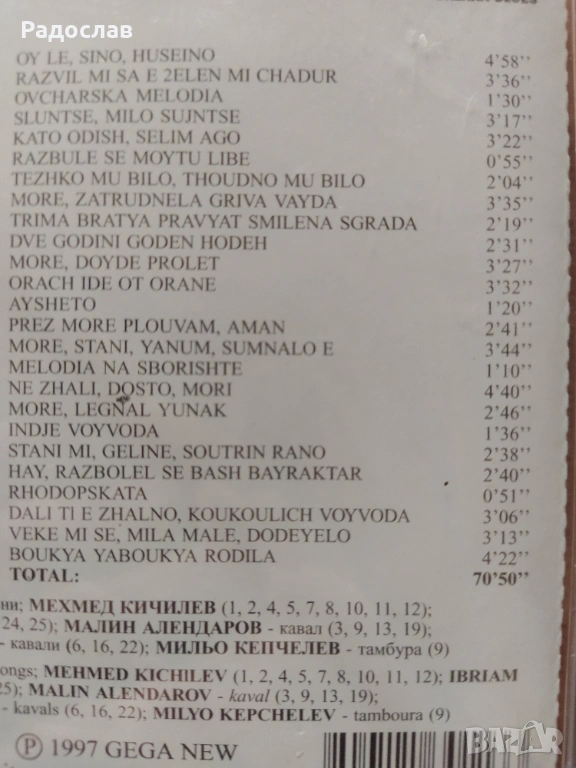 Радослав
OY LE, SINO, HUSEINO 4'58''
RAZVIL MI SA E 2ELEN MI CHADUR 3'36''
OVCHARSKA MELODIA 1'30''
SLUNTSE, MILO SUJNTSE 3'17''
KATO ODISH, SELIM AGO 3'22''
RAZBULE SE MOYTU LIBE 0'55''
TEZHKO MU BILO, THOUDNO MU BILO 2'04''
MORE, ZATRUDNELA GRIVA VAYDA 3'35''
TRIMA BRATYA PRAVYAT SMILENA SGRADA 2'19''
DVE GODINI GODEN HODEH 2'31''
MORE, DOYDE PROLET 3'27''
ORACH IDE OT ORANE 3'32''
AYSHETO 1'20''
PREZ MORE PLOUVAM, AMAN 2'41''
MORE, STANI, YANUM, SUMNALO E 3'44''
MELODIA NA SBORISHTE 1'10''
NE ZHALI, DOSTO, MORI 4'40''
MORE, LEGNAL YUNAK 2'46''
INDJE VOYVODA 1'36''
STANI MI, GELINE, SOUTRIN RANO 2'38''
HAY, RAZBOLEL SE BASH BAYRAKTAR 2'40''
RHODOPSKATA 0'51''
DALI TI E ZHALNO, KOUKOULICH VOYVODA 3'06''
VEKE MI SE, MILA MALE, DODEYELO 3'13''
BOUKYA YABOUKYA RODILA 4'22''
TOTAL: 70'50''
ни; МЕХМЕД КИЧИЛЕВ (1, 2, 4, 5, 7, 8, 10, 11, 12);
24, 25); МАЛИН АЛЕНДАРОВ - кавал (3, 9, 13, 19);
- кавали (6, 16, 22); МИЛЬО КЕПЧЕЛЕВ - тамбура (9)
ongs; MEHMED KICHILEV (1, 2, 4, 5, 7, 8, 10, 11, 12); IBRIAM
25); MALIN ALENDAROV - kaval (3, 9, 13, 19);
- kavals (6, 16, 22); MILYO KEPCHELEV - tamboura (9)
Ⓟ 1997 GEGA NEW
bazar.bg